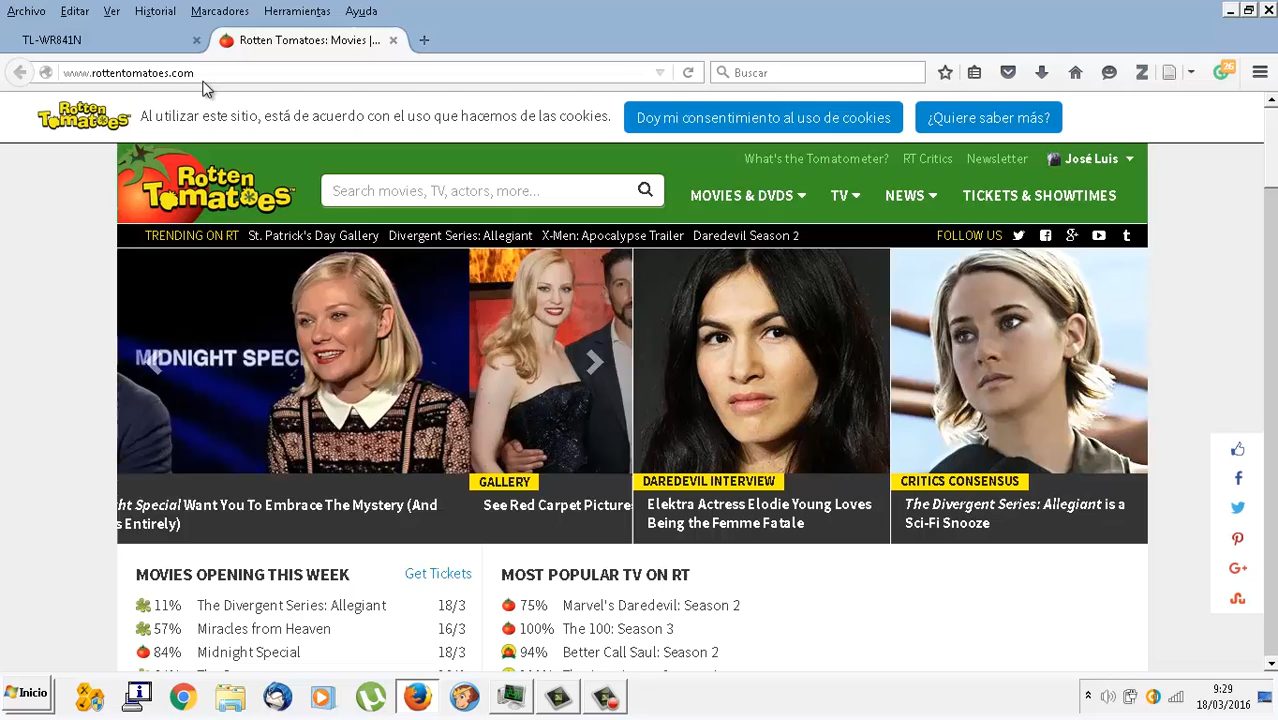 Archivo Editar Ver Historial Marcadores Herramientas Ayuda
TL-WR841N
Rotten Tomatoes: Movies |...
www.rottentomatoes.com
Buscar
26
Rotten Tomatoes
Al utilizar este sitio, está de acuerdo con el uso que hacemos de las cookies.
Doy mi consentimiento al uso de cookies
¿Quiere saber más?
What's the Tomatometer? RT Critics Newsletter José Luis
Rotten Tomatoes
Search movies, TV, actors, more...
MOVIES & DVDS TV NEWS TICKETS & SHOWTIMES
TRENDING ON RT St. Patrick's Day Gallery Divergent Series: Allegiant X-Men: Apocalypse Trailer Daredevil Season 2 FOLLOW US
MIDNIGHT SPEC
ht Special Want You To Embrace The Mystery (And
s Entirely)
GALLERY
See Red Carpet Pictures
DAREDEVIL INTERVIEW
Elektra Actress Elodie Young Loves
Being the Femme Fatale
CRITICS CONSENSUS
The Divergent Series: Allegiant is a
Sci-Fi Snooze
MOVIES OPENING THIS WEEK Get Tickets
11% The Divergent Series: Allegiant 18/3
57% Miracles from Heaven 16/3
84% Midnight Special 18/3
MOST POPULAR TV ON RT
75% Marvel's Daredevil: Season 2
100% The 100: Season 3
94% Better Call Saul: Season 2
Inicio
9:29
18/03/2016